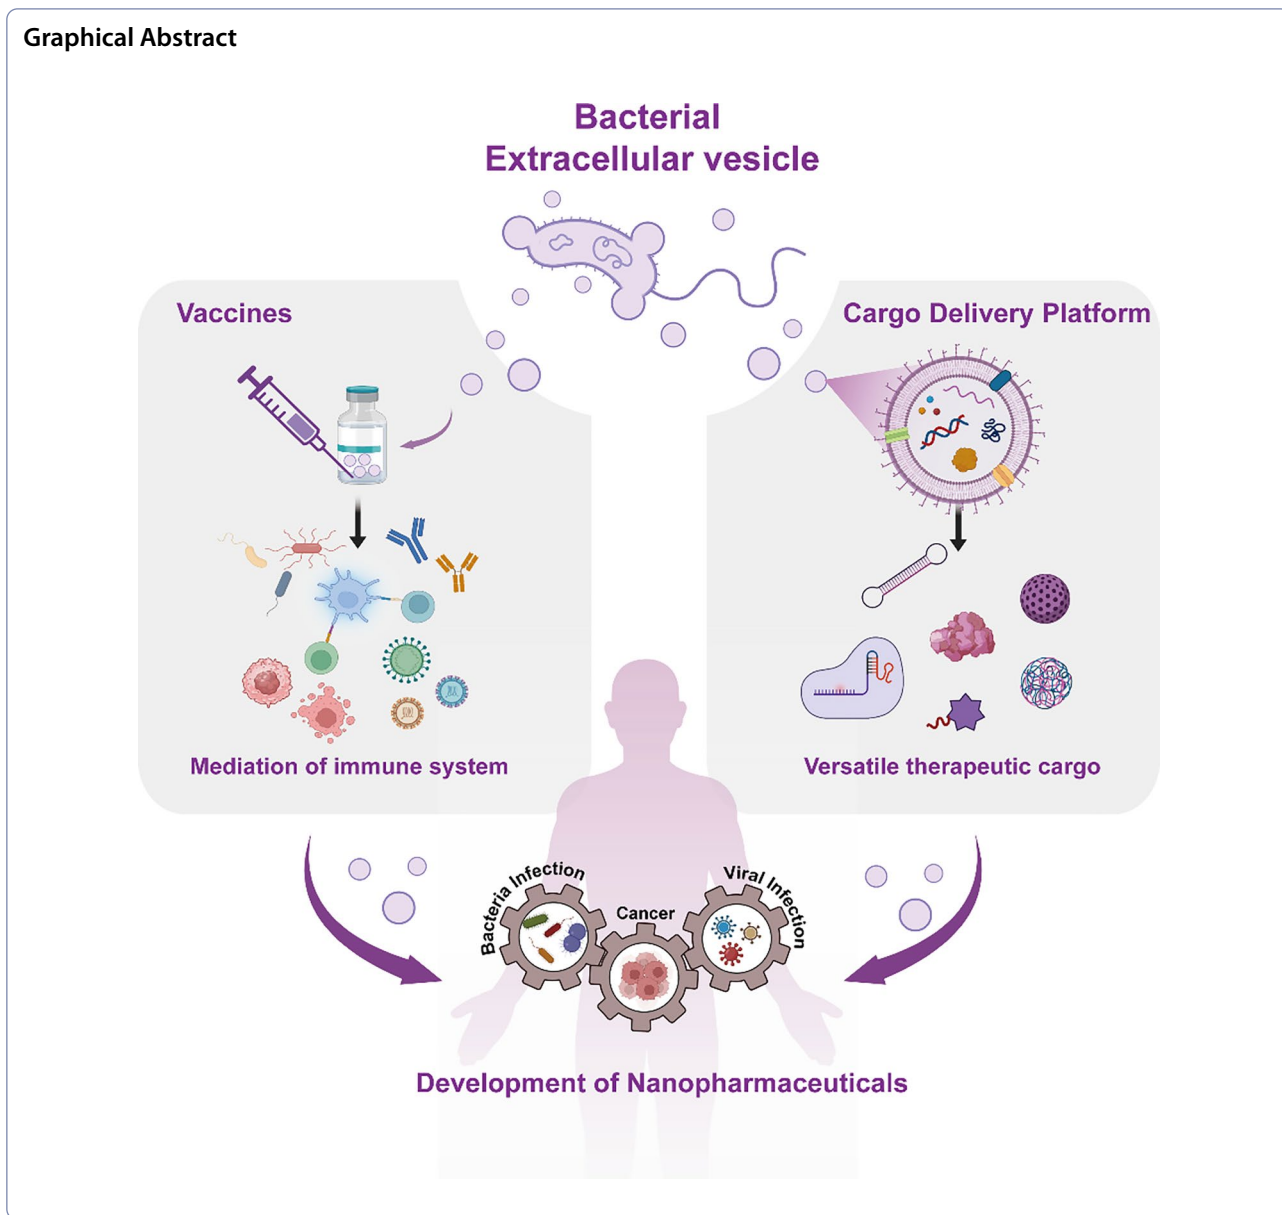 Graphical Abstract
Bacterial
Extracellular vesicle
Vaccines
Cargo Delivery Platform
Mediation of immune system
Versatile therapeutic cargo
Bacteria Infection
Cancer
Viral Infection
Development of Nanopharmaceuticals